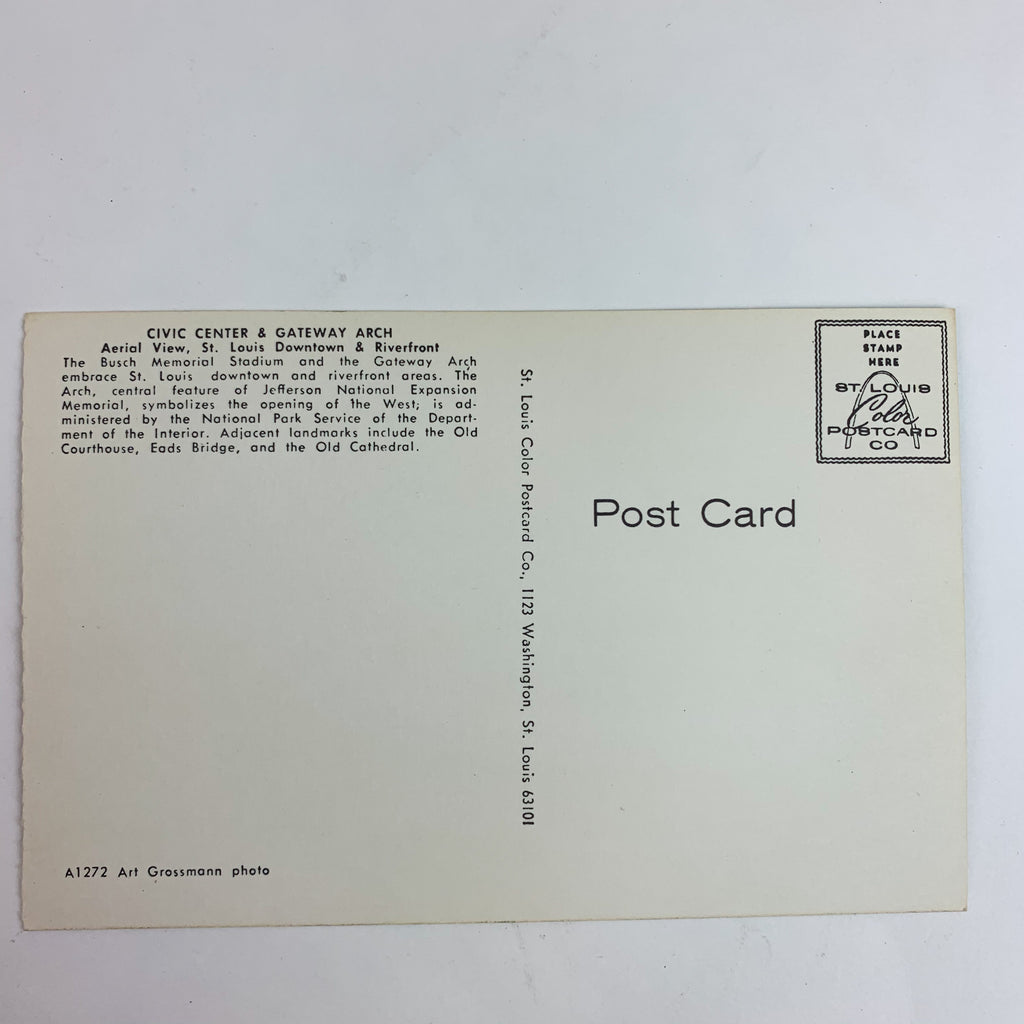 CIVIC CENTER & GATEWAY ARCH
Aerial View, St. Louis Downtown & Riverfront
The Busch Memorial Stadium and the Gateway Arch
embrace St. Louis downtown and riverfront areas. The
Arch, central feature of Jefferson National Expansion
Memorial, symbolizes the opening of the West; is ad-
ministered by the National Park Service of the Depart-
ment of the Interior. Adjacent landmarks include the Old
Courthouse, Eads Bridge, and the Old Cathedral.
A1272 Art Grossmann photo
St. Louis Color Postcard Co., 1123 Washington, St. Louis 63101
PLACE
STAMP
HERE
ST. LOUIS
Color
POSTCARD
CO
Post Card